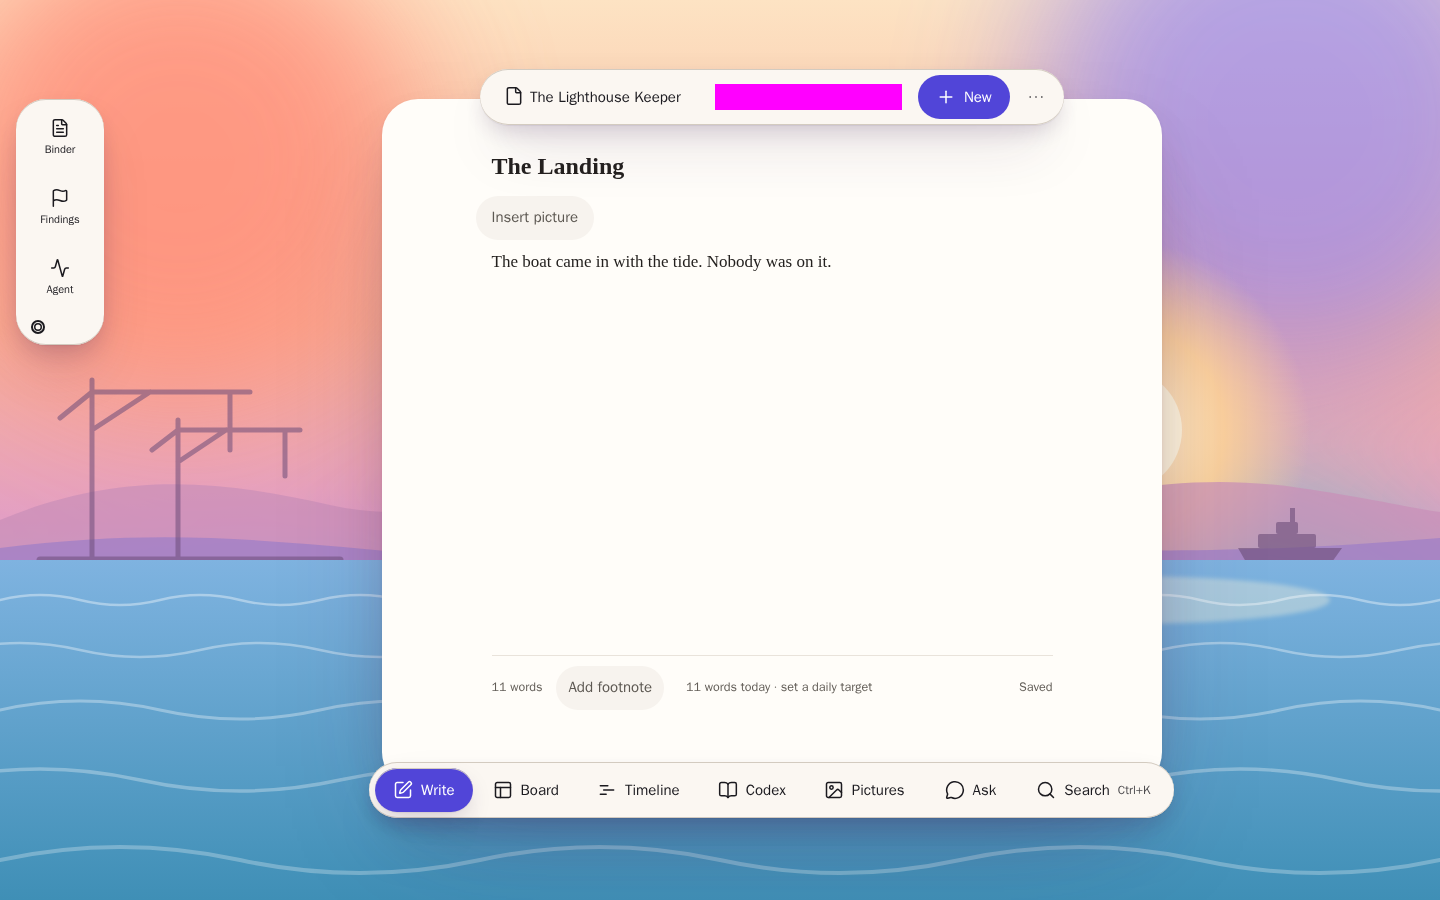 The Lighthouse Keeper
New
Binder
Findings
Agent
The Landing
Insert picture
The boat came in with the tide. Nobody was on it.
11 words
Add footnote
11 words today · set a daily target
Saved
Write
Board
Timeline
Codex
Pictures
Ask
Search Ctrl+K